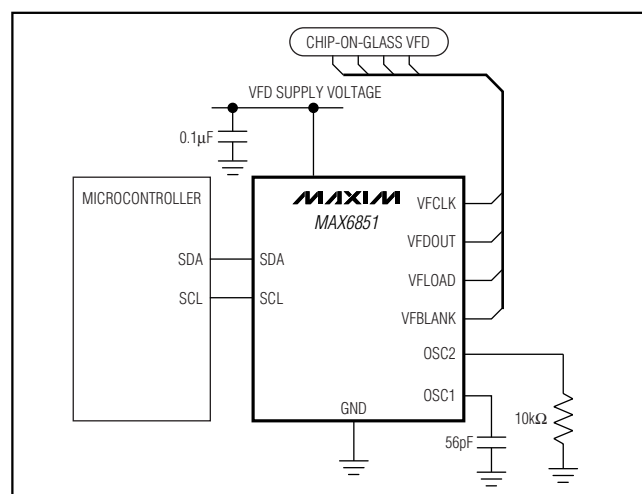 CHIP-ON-GLASS VFD
VFD SUPPLY VOLTAGE
0.1μF
MICROCONTROLLER
MAXIM
MAX6851
VFCLK
VFDOUT
SDA
SDA
VFLOAD
SCL
SCL
VFBLANK
OSC2
OSC1
GND
10kΩ
56pF